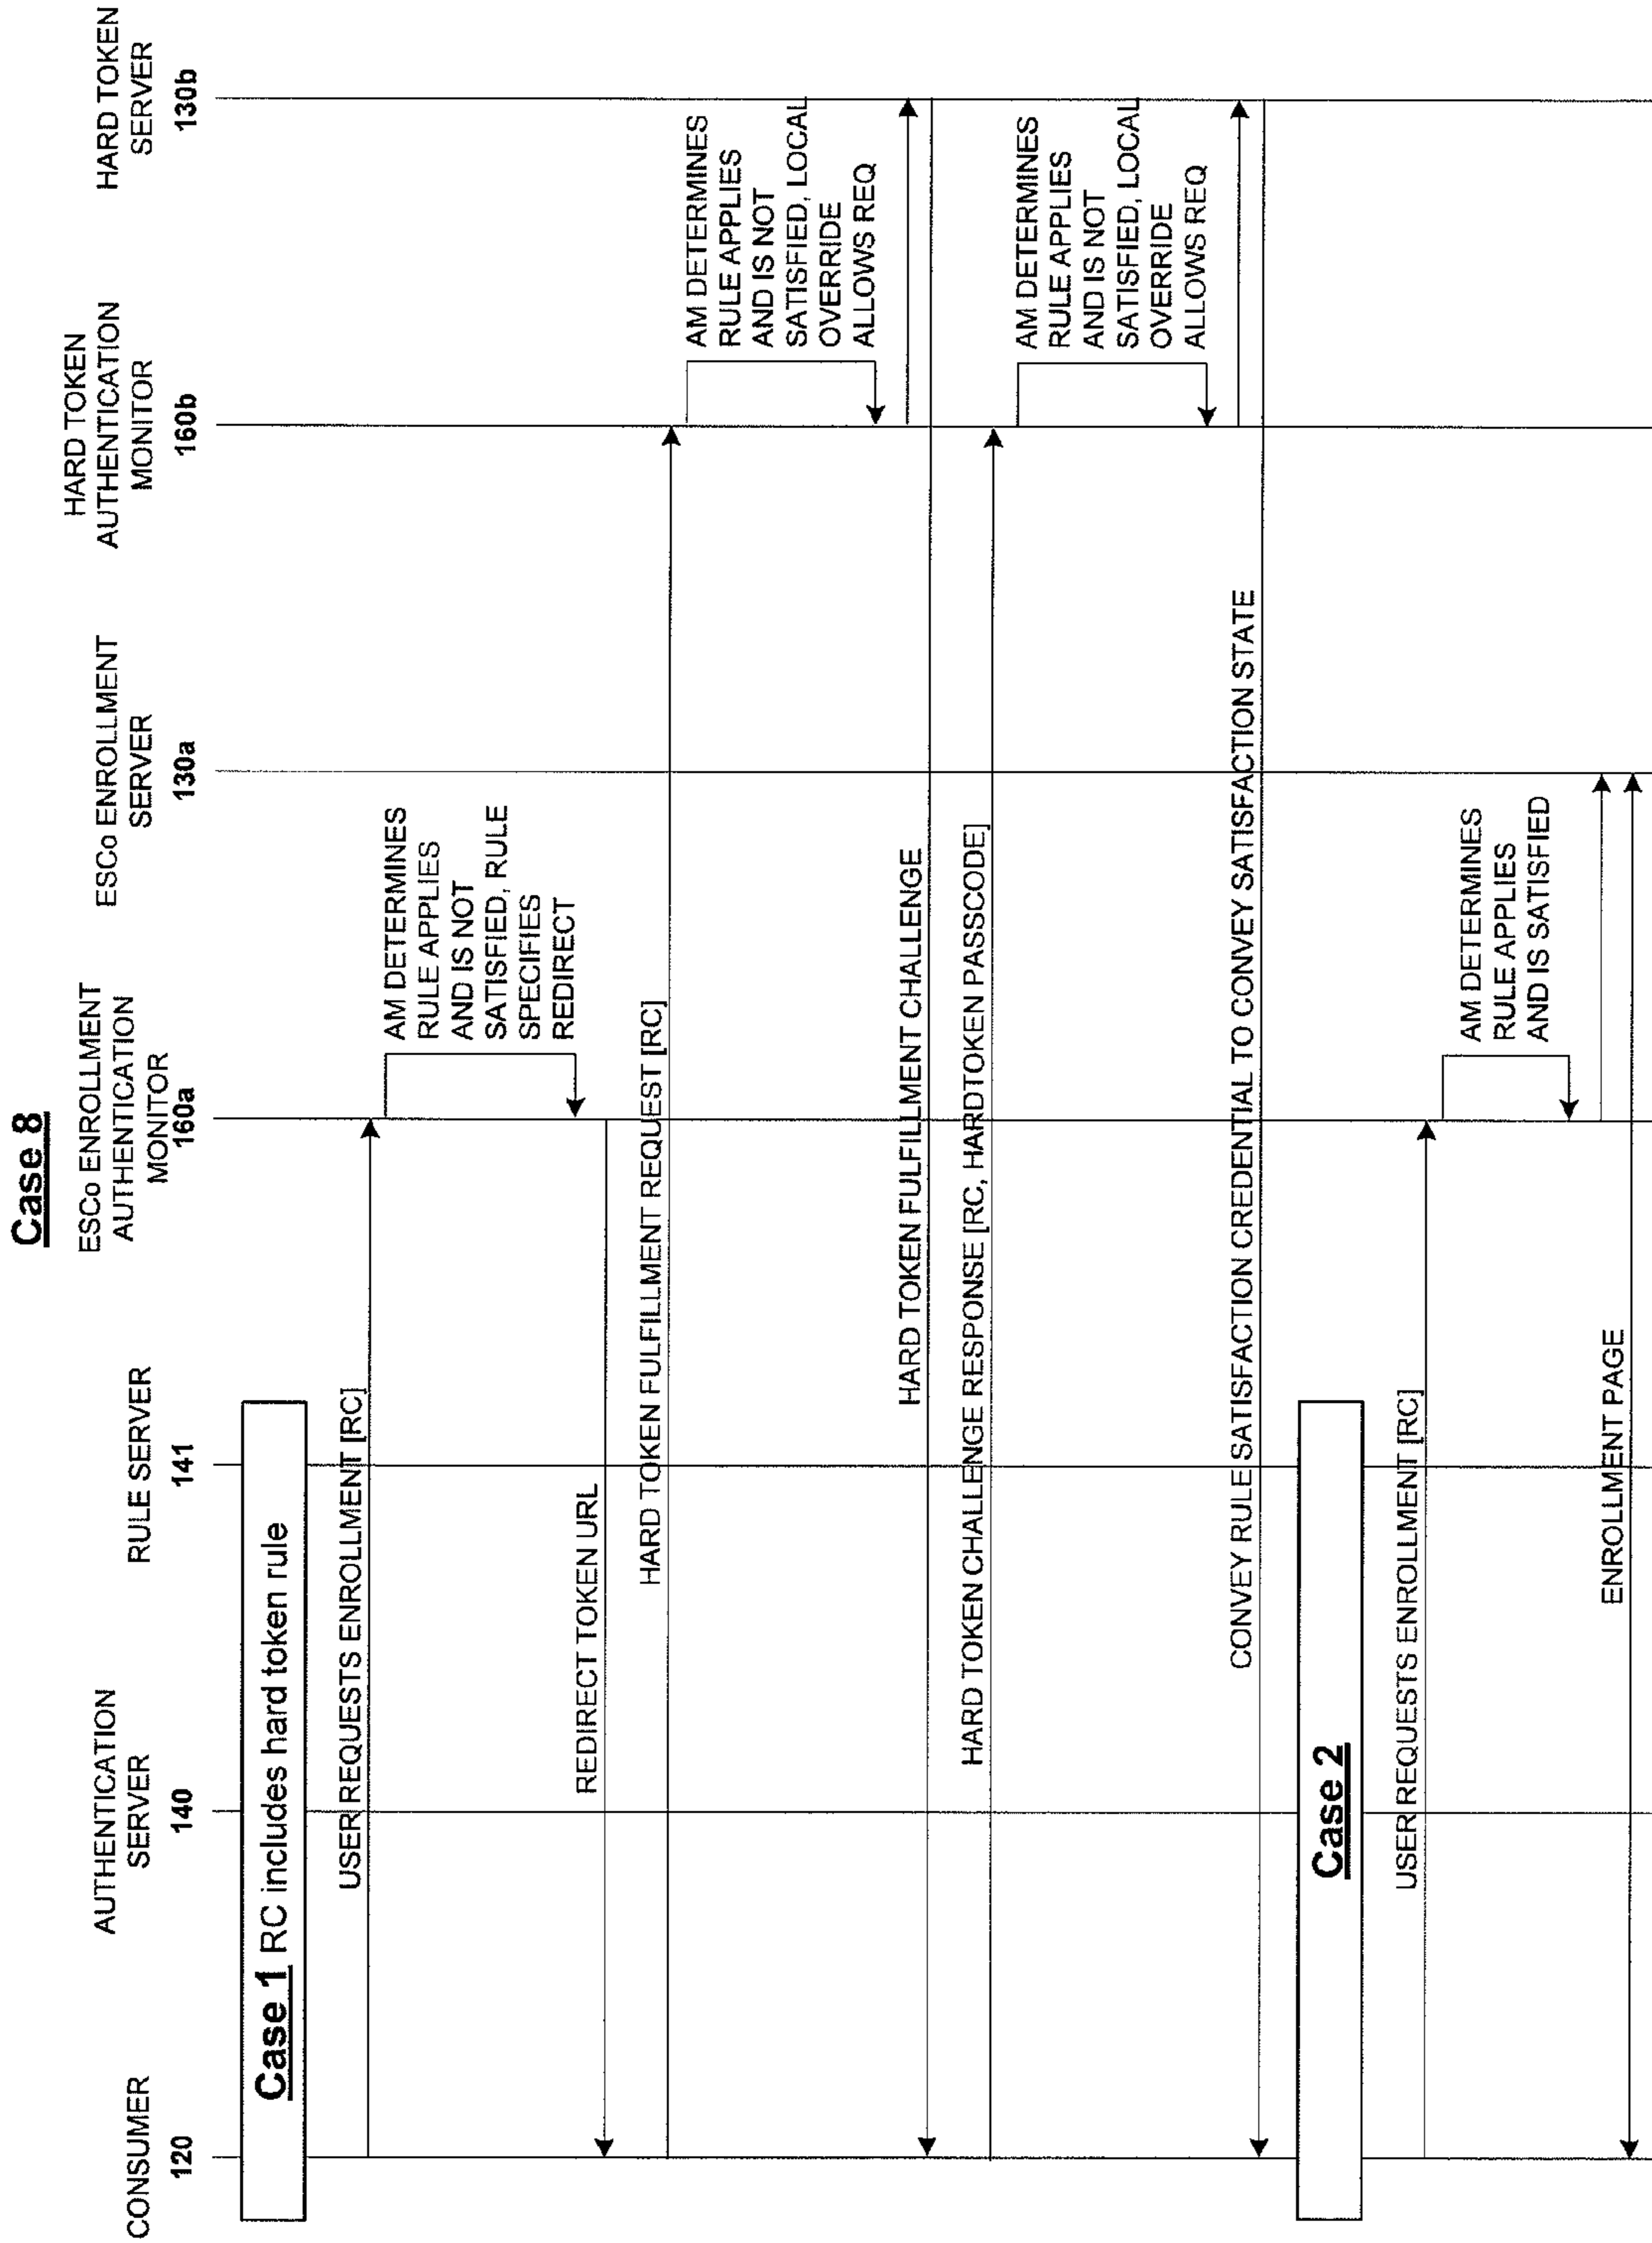 Case 8
CONSUMER
120
AUTHENTICATION
SERVER
140
RULE SERVER
141
ESCo ENROLLMENT
AUTHENTICATION
MONITOR
160a
ESCo ENROLLMENT
SERVER
130a
HARD TOKEN
AUTHENTICATION
MONITOR
160b
HARD TOKEN
SERVER
130b
Case 1 RC includes hard token rule
USER REQUESTS ENROLLMENT [RC]
AM DETERMINES
RULE APPLIES
AND IS NOT
SATISFIED, RULE
SPECIFIES
REDIRECT
REDIRECT TOKEN URL
HARD TOKEN FULFILLMENT REQUEST [RC]
AM DETERMINES
RULE APPLIES
AND IS NOT
SATISFIED, LOCAL
OVERRIDE
ALLOWS REQ
HARD TOKEN FULFILLMENT CHALLENGE
HARD TOKEN CHALLENGE RESPONSE [RC, HARDTOKEN PASSCODE]
AM DETERMINES
RULE APPLIES
AND IS NOT
SATISFIED, LOCAL
OVERRIDE
ALLOWS REQ
CONVEY RULE SATISFACTION CREDENTIAL TO CONVEY SATISFACTION STATE
Case 2
USER REQUESTS ENROLLMENT [RC]
AM DETERMINES
RULE APPLIES
AND IS SATISFIED
ENROLLMENT PAGE